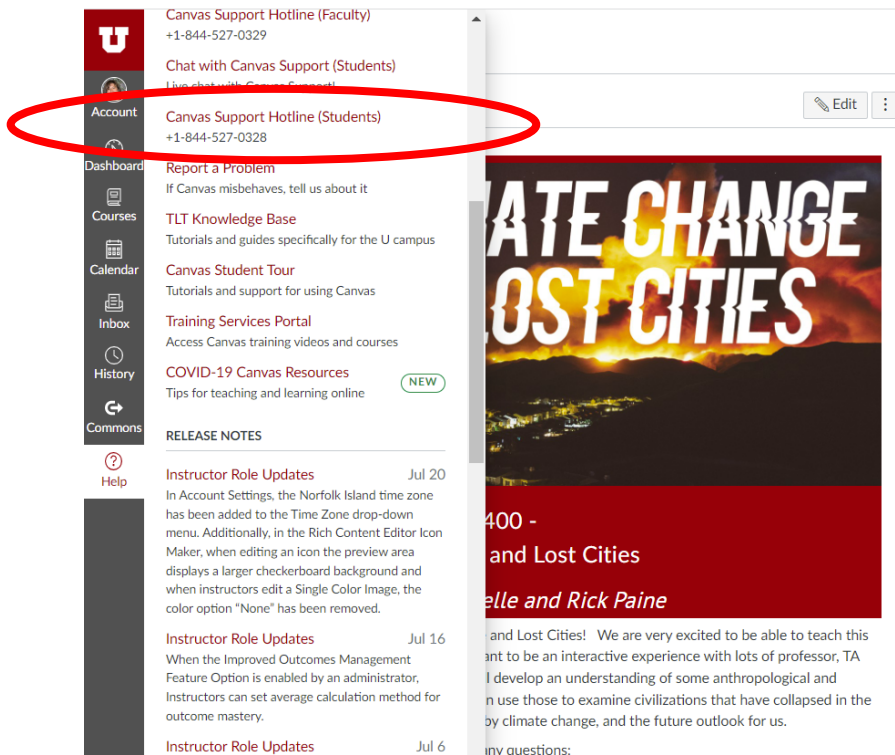 U
Account
Dashboard
Courses
Calendar
Inbox
History
Commons
Help
Canvas Support Hotline (Faculty)
+1-844-527-0329
Chat with Canvas Support (Students)
Live chat with Canvas Support!
Canvas Support Hotline (Students)
+1-844-527-0328
Report a Problem
If Canvas misbehaves, tell us about it
TLT Knowledge Base
Tutorials and guides specifically for the U campus
Canvas Student Tour
Tutorials and support for using Canvas
Training Services Portal
Access Canvas training videos and courses
COVID-19 Canvas Resources
NEW
Tips for teaching and learning online
RELEASE NOTES
Instructor Role Updates Jul 20
In Account Settings, the Norfolk Island time zone
has been added to the Time Zone drop-down
menu. Additionally, in the Rich Content Editor Icon
Maker, when editing an icon the preview area
displays a larger checkerboard background and
when instructors edit a Single Color Image, the
color option "None" has been removed.
Instructor Role Updates Jul 16
When the Improved Outcomes Management
Feature Option is enabled by an administrator,
Instructors can set average calculation method for
outcome mastery.
Instructor Role Updates Jul 6
Edit
ATE CHANGE
LOST CITIES
400 -
and Lost Cities
elle and Rick Paine
and Lost Cities! We are very excited to be able to teach this
ant to be an interactive experience with lots of professor, TA
l develop an understanding of some anthropological and
n use those to examine civilizations that have collapsed in the
by climate change, and the future outlook for us.
any questions: